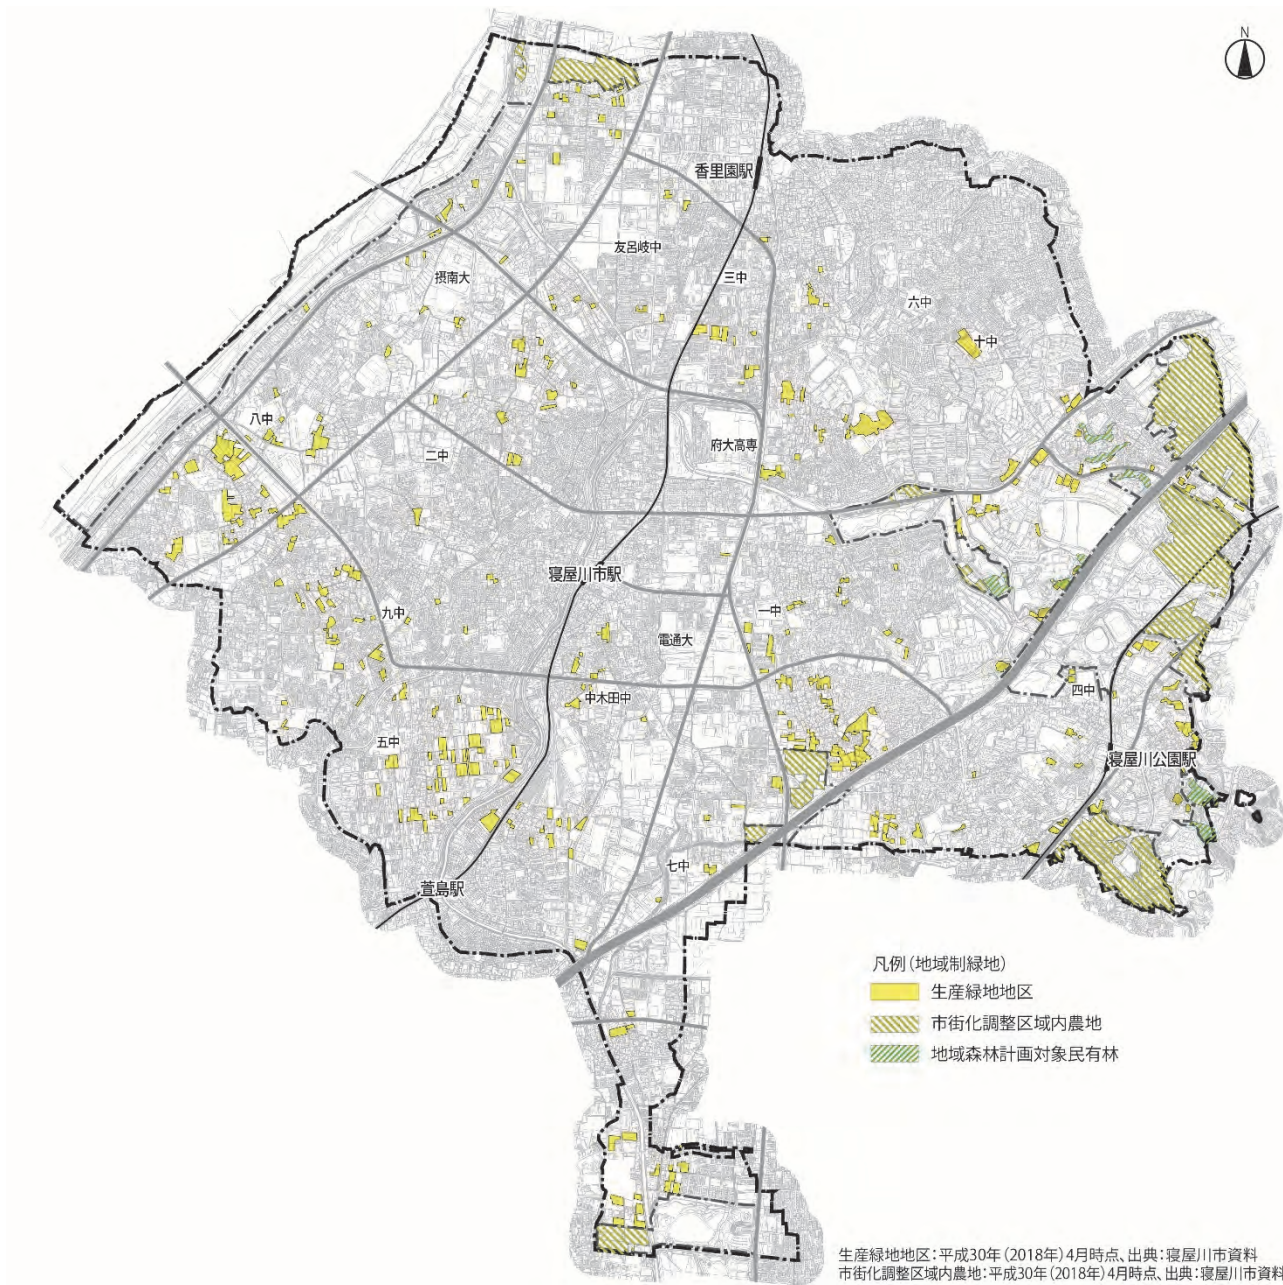 N
香里園駅
友呂岐中
摂南大
三中
六中
十中
八中
二中
府大高専
寝屋川市駅
九中
一中
電通大
中木田中
四中
五中
寝屋川公園駅
七中
萱島駅
凡例(地域制緑地)
生産緑地地区
市街化調整区域内農地
地域森林計画対象民有林
生産緑地地区:平成30年(2018年)4月時点、出典:寝屋川市資料
市街化調整区域内農地:平成30年(2018年)4月時点、出典:寝屋川市資料